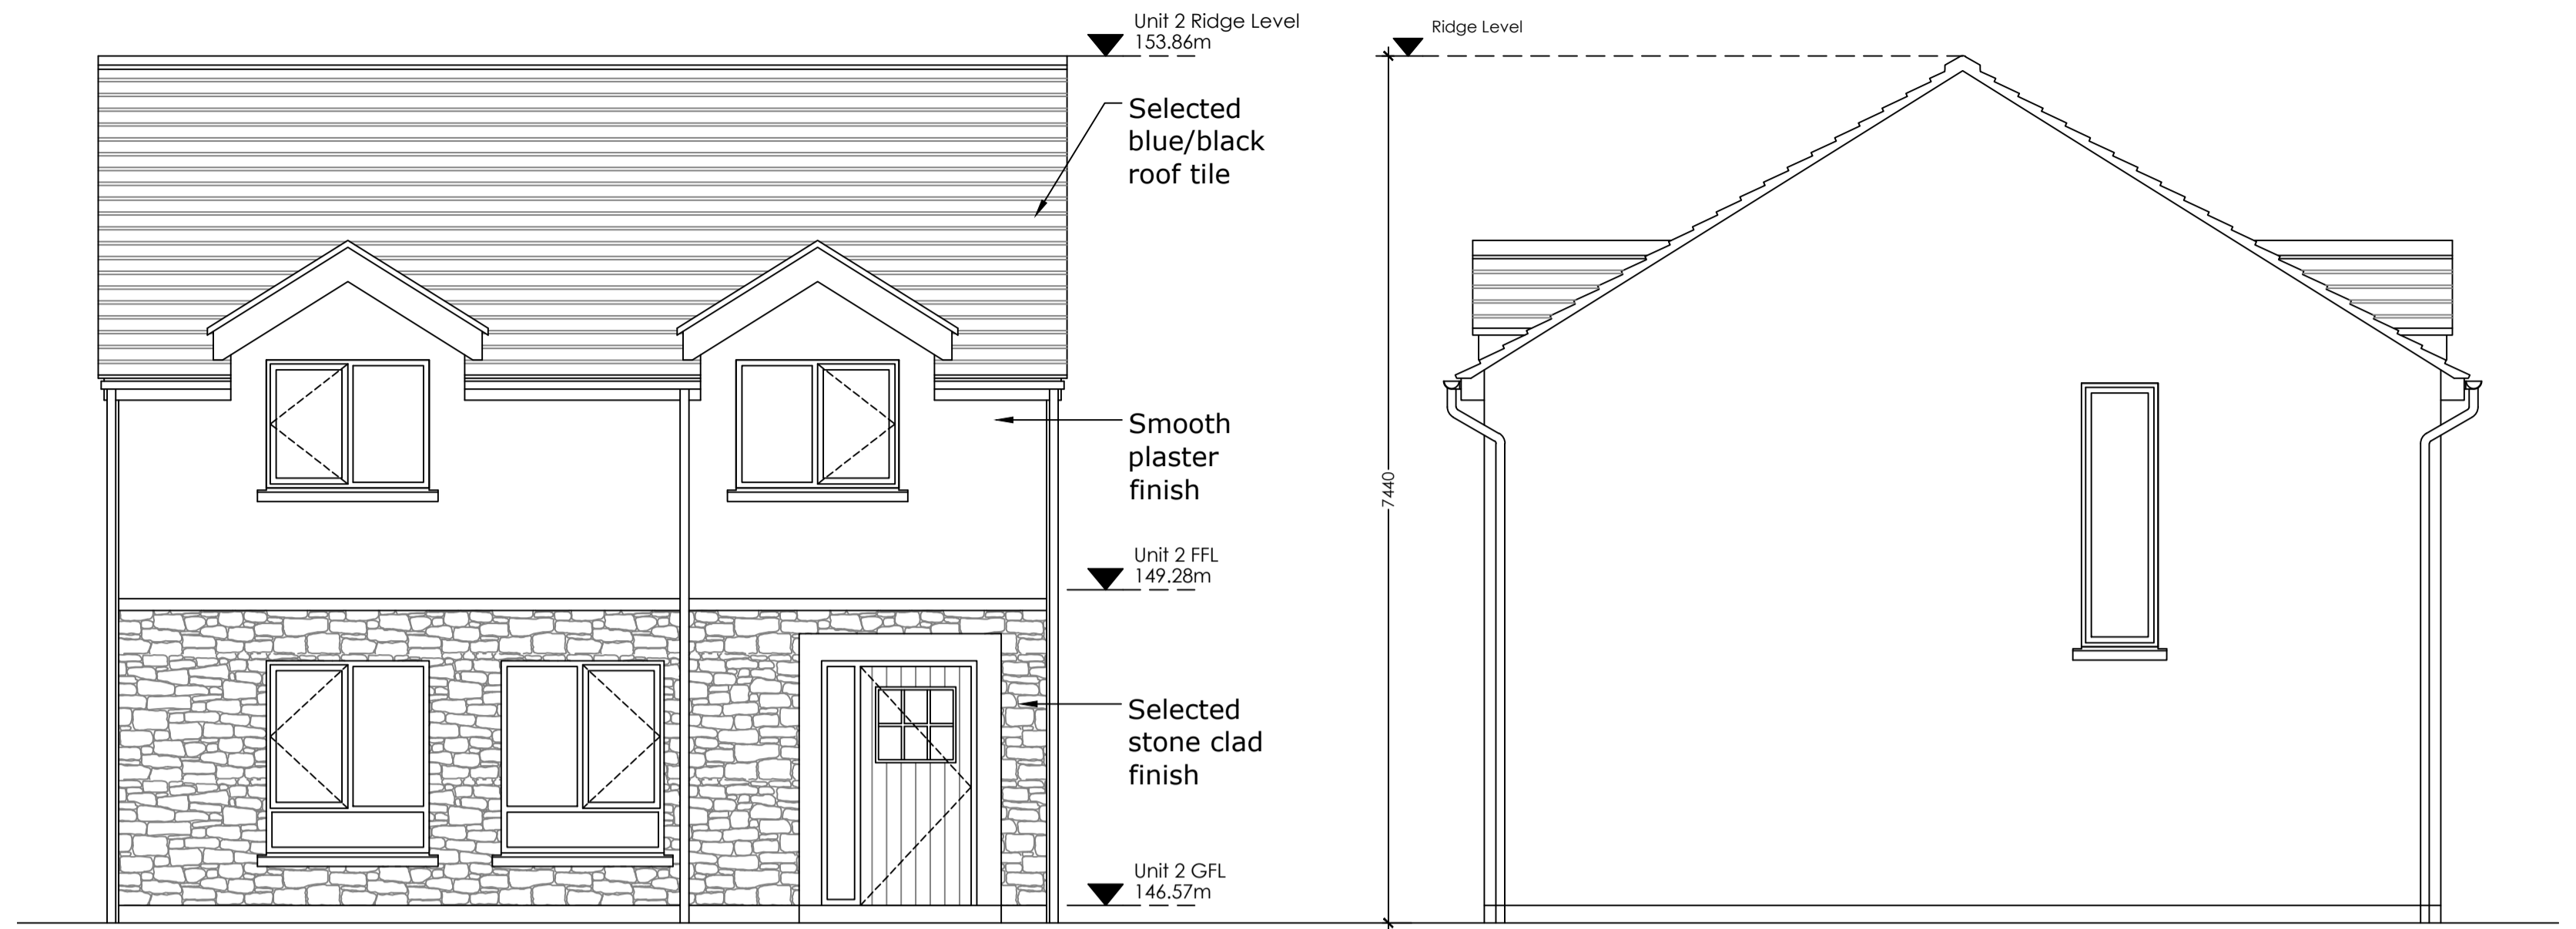 Unit 2 Ridge Level
153.86m
Ridge Level
Selected
blue/black
roof tile
Smooth
plaster
finish
7440
Unit 2 FFL
149.28m
Selected
stone clad
finish
Unit 2 GFL
146.57m